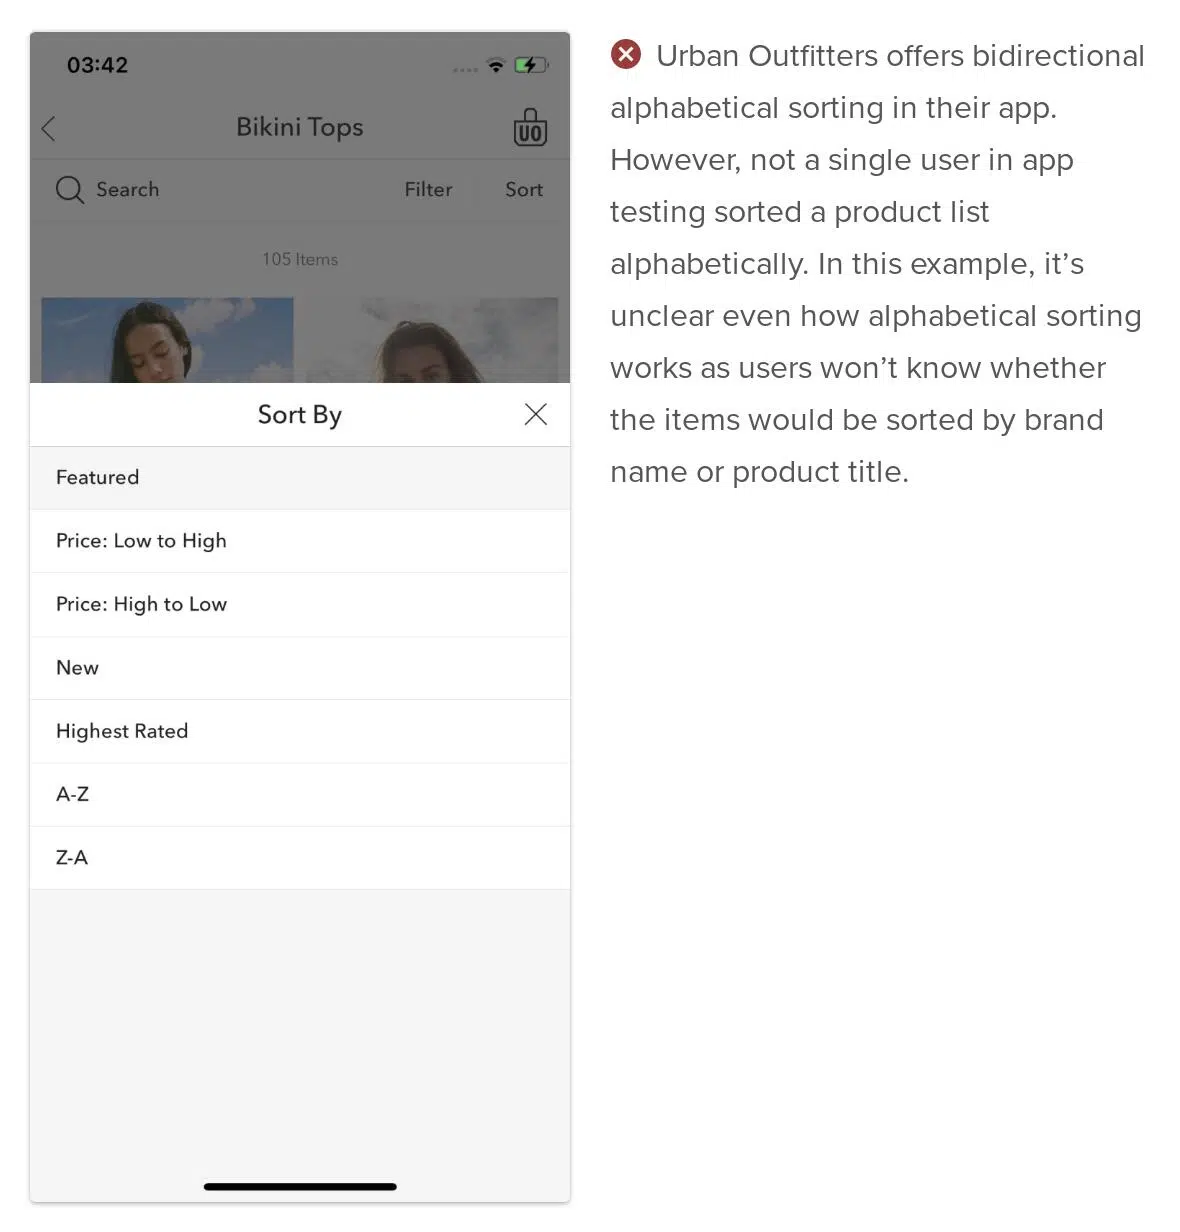 03:42
Bikini Tops
UO
Search
Filter
Sort
105 Items
Sort By
Featured
Price: Low to High
Price: High to Low
New
Highest Rated
A-Z
Z-A
Urban Outfitters offers bidirectional
alphabetical sorting in their app.
However, not a single user in app
testing sorted a product list
alphabetically. In this example, it’s
unclear even how alphabetical sorting
works as users won’t know whether
the items would be sorted by brand
name or product title.